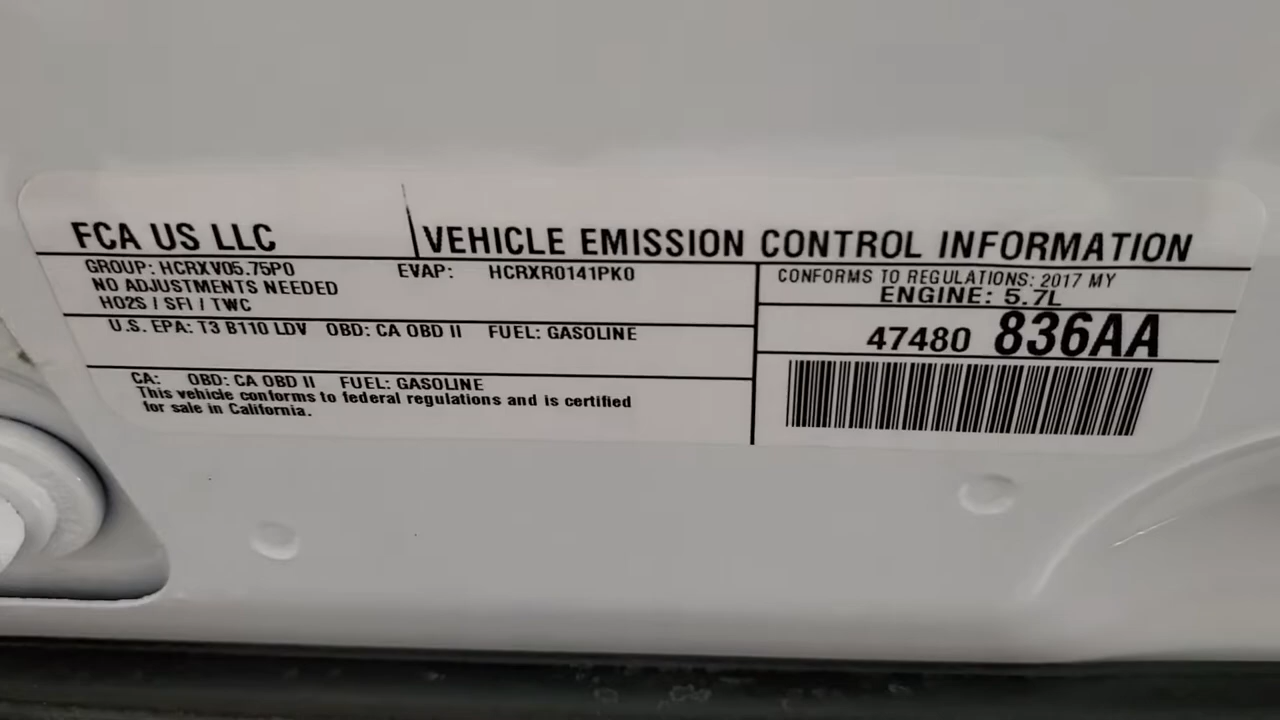 FCA US LLC
VEHICLE EMISSION CONTROL INFORMATION
GROUP: HCRXV05.75P0
EVAP: HCRXR0141PK0
NO ADJUSTMENTS NEEDED
HO2S / SFI / TWC
U.S. EPA: T3 B110 LDV OBD: CA OBD II FUEL: GASOLINE
CA: OBD: CA OBD II FUEL: GASOLINE
This vehicle conforms to federal regulations and is certified
for sale in California.
CONFORMS TO REGULATIONS: 2017 MY
ENGINE: 5.7L
47480 836AA